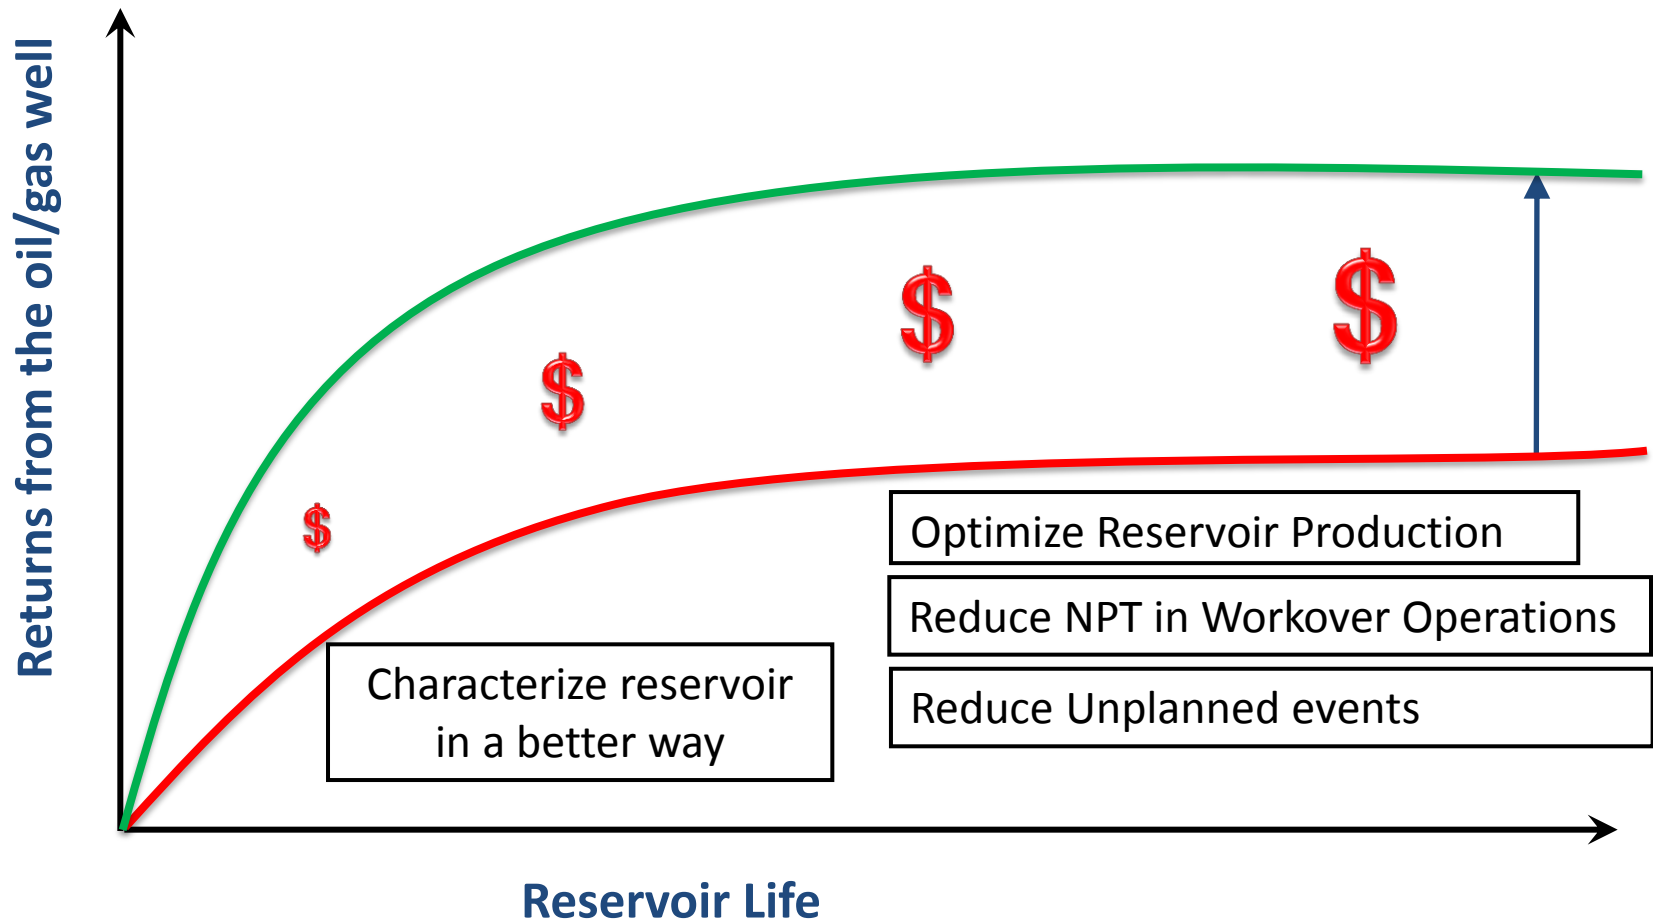 Returns from the oil/gas well
$
$
$
$
Optimize Reservoir Production
Reduce NPT in Workover Operations
Characterize reservoir
in a better way
Reduce Unplanned events
Reservoir Life